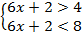 6x + 2 > 4
6x + 2 < 8